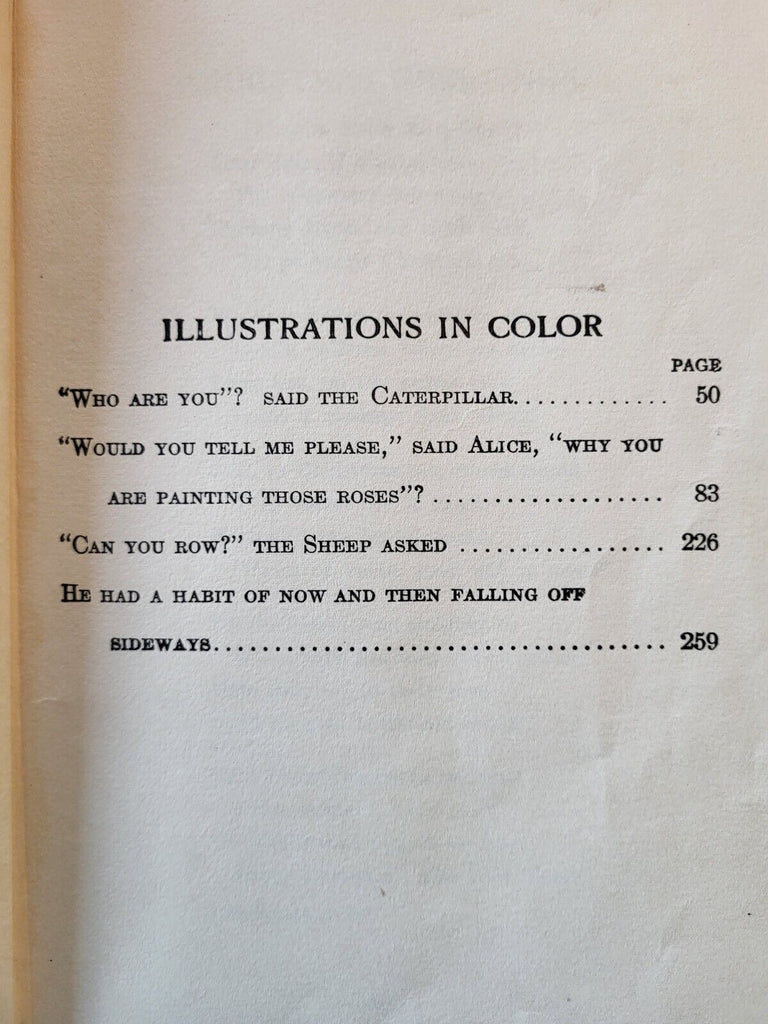 ILLUSTRATIONS IN COLOR
PAGE
“Who are you”? said the Caterpillar............. 50
“Would you tell me please,” said Alice, “why you
are painting those roses”?................... 83
“Can you row?” the Sheep asked .................. 226
He had a habit of now and then falling off
sideways...................................... 259